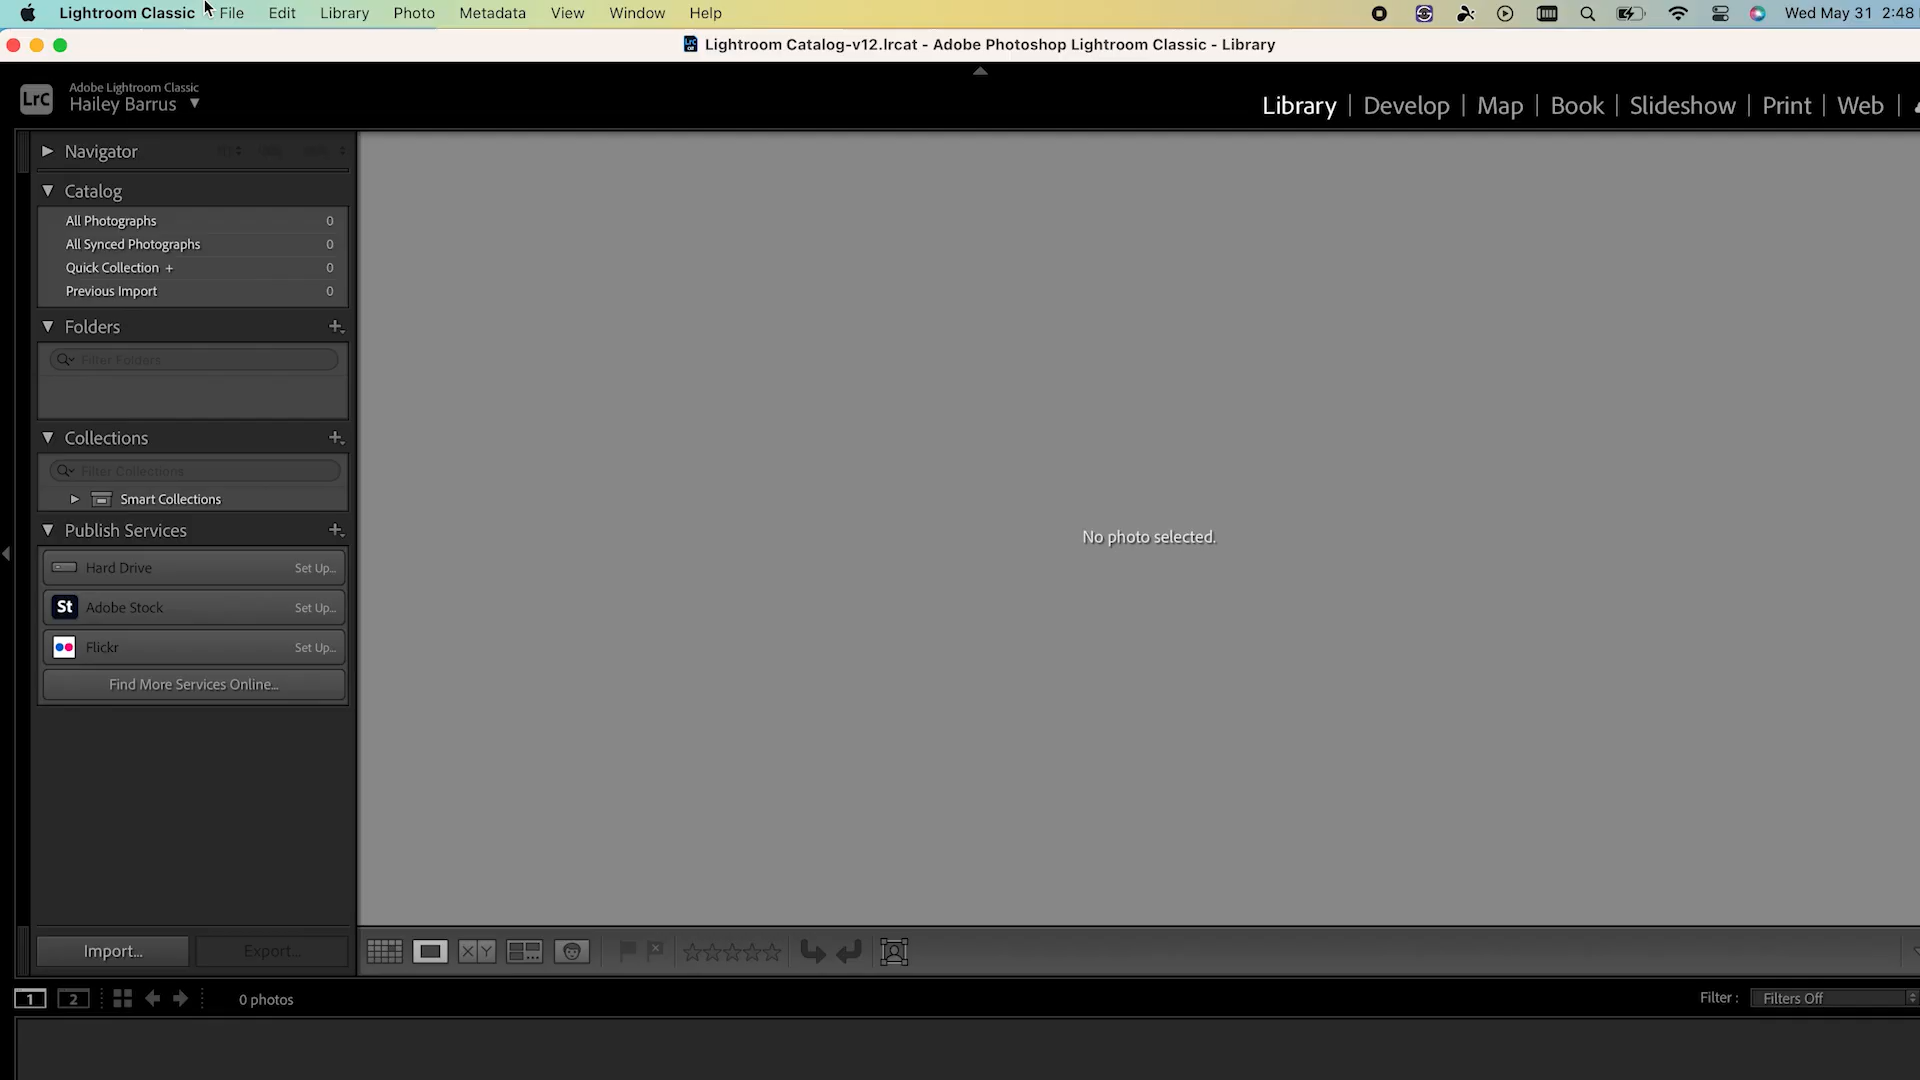 Lightroom Classic File Edit Library Photo Metadata View Window Help Wed May 31 2:48
Lightroom Catalog-v12.lrcat - Adobe Photoshop Lightroom Classic - Library
LrC Adobe Lightroom Classic
Hailey Barrus
Library Develop Map Book Slideshow Print Web
Navigator
Catalog
All Photographs 0
All Synced Photographs 0
Quick Collection + 0
Previous Import 0
Folders
Filter Folders
Collections
Filter Collections
Smart Collections
Publish Services
Hard Drive Set Up...
St Adobe Stock Set Up...
Flickr Set Up...
Find More Services Online...
No photo selected.
Import... Export...
X Y
1 2 0 photos Filter : Filters Off